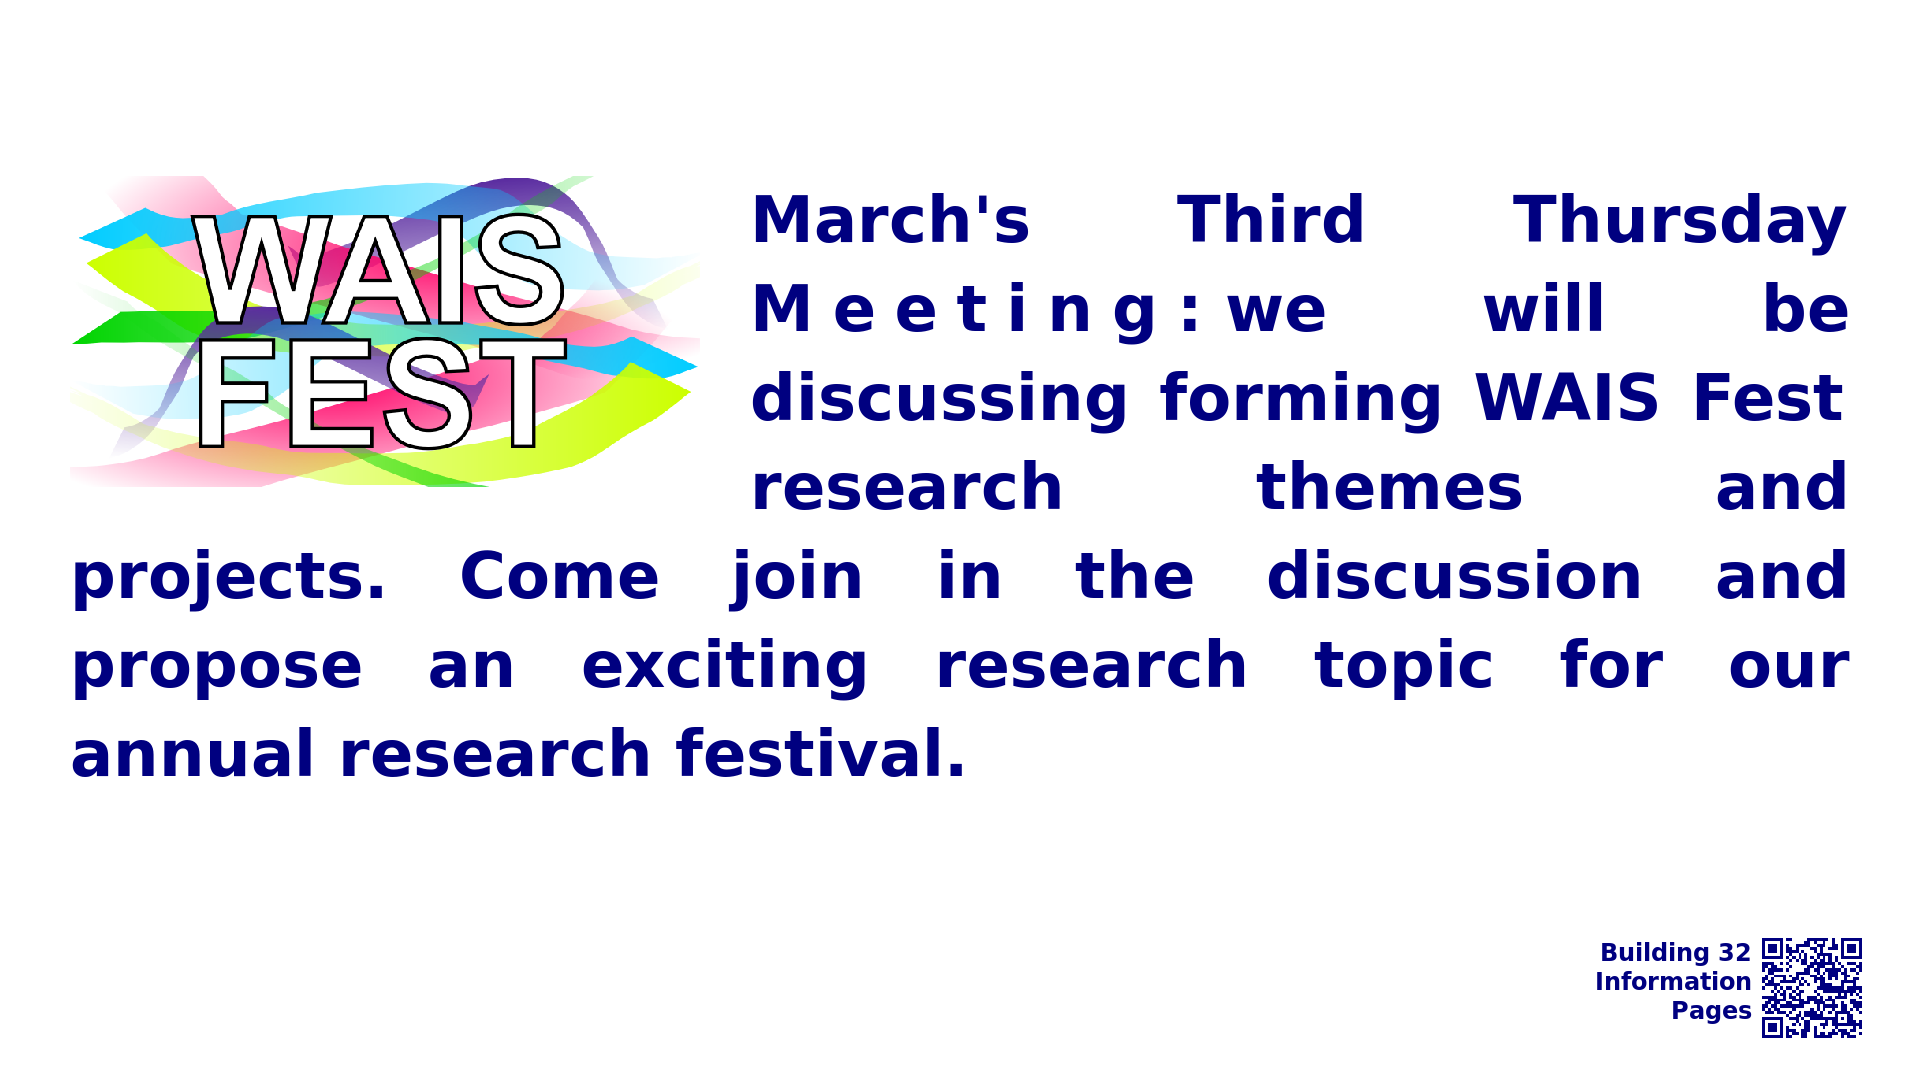 WAIS
FEST
March's Third Thursday
Meeting: we will be
discussing forming WAIS Fest
research themes and
projects. Come join in the discussion and
propose an exciting research topic for our
annual research festival.
Building 32
Information
Pages